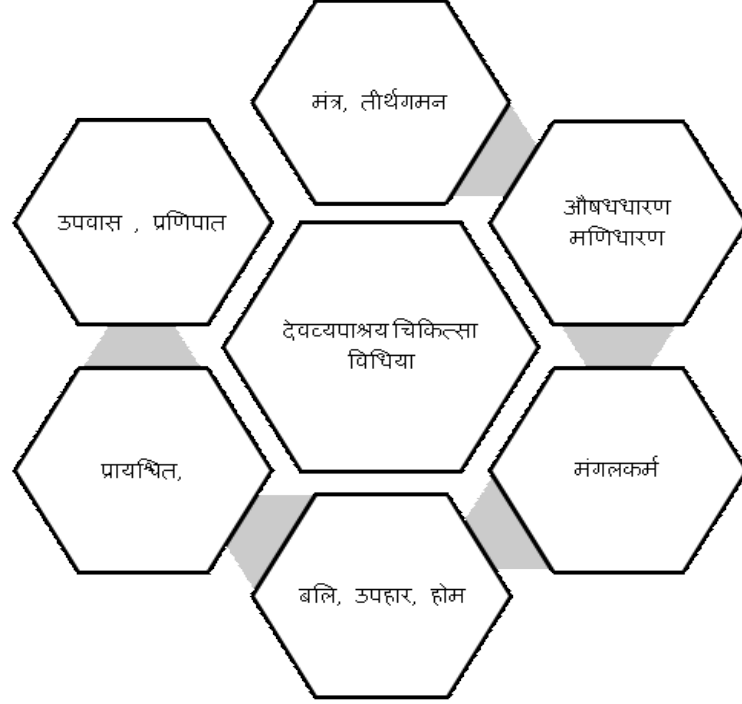 मंत्र, तीर्थगमन
औषधधारण
मणिधारण
उपवास , प्रणिपात
देवव्यपाश्रय चिकित्सा
विधिया
प्रायश्चित,
मंगलकर्म
बलि, उपहार, होम